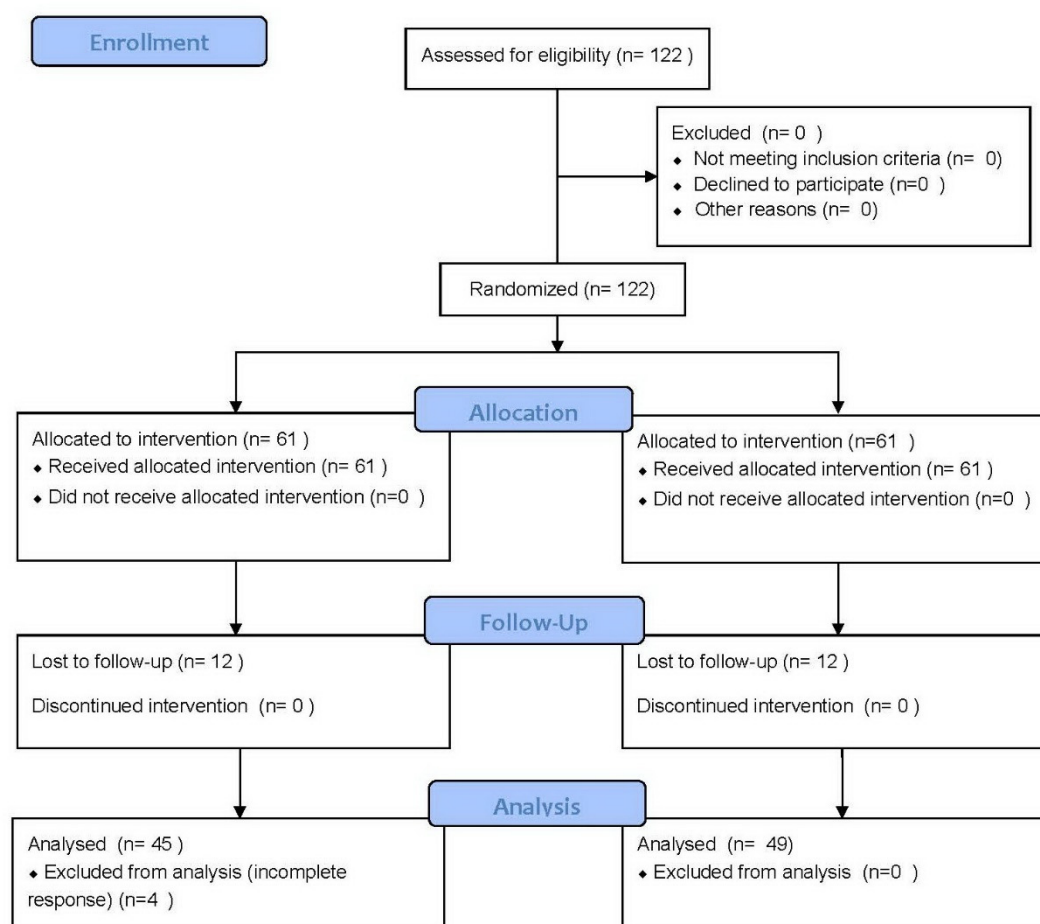 Enrollment
Assessed for eligibility (n= 122 )
Excluded (n= 0 )
♦ Not meeting inclusion criteria (n= 0)
♦ Declined to participate (n=0 )
♦ Other reasons (n= 0)
Randomized (n= 122)
Allocation
Allocated to intervention (n= 61 )
♦ Received allocated intervention (n= 61 )
♦ Did not receive allocated intervention (n=0 )
Allocated to intervention (n=61 )
♦ Received allocated intervention (n= 61 )
♦ Did not receive allocated intervention (n=0 )
Follow-Up
Lost to follow-up (n= 12 )
Discontinued intervention (n= 0 )
Lost to follow-up (n= 12 )
Discontinued intervention (n= 0 )
Analysis
Analysed (n= 45 )
♦ Excluded from analysis (incomplete
response) (n=4 )
Analysed (n= 49)
♦ Excluded from analysis (n=0 )